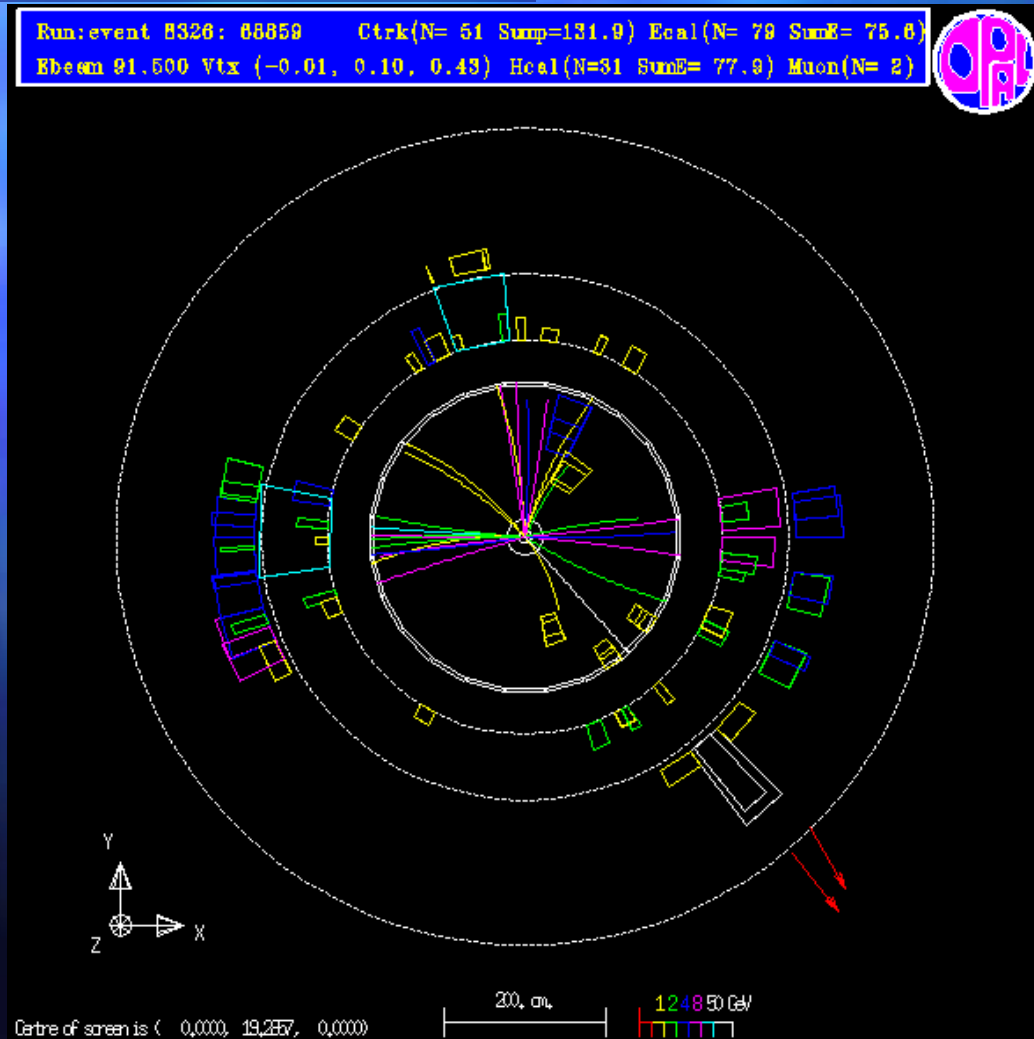 Run:event 8326: 68859 Ctrk(N= 51 Sump=131.9) Ecal(N= 79 SumE= 75.6)
Ebeam 91.500 Vtx (-0.01, 0.10, 0.43) Hcal(N=31 SumE= 77.9) Muon(N= 2)
OPAL
Y
X
Z
200. cm.
1 2 4 8 50 GeV
Centre of screen is ( 0.0000, 19.2857, 0.0000)